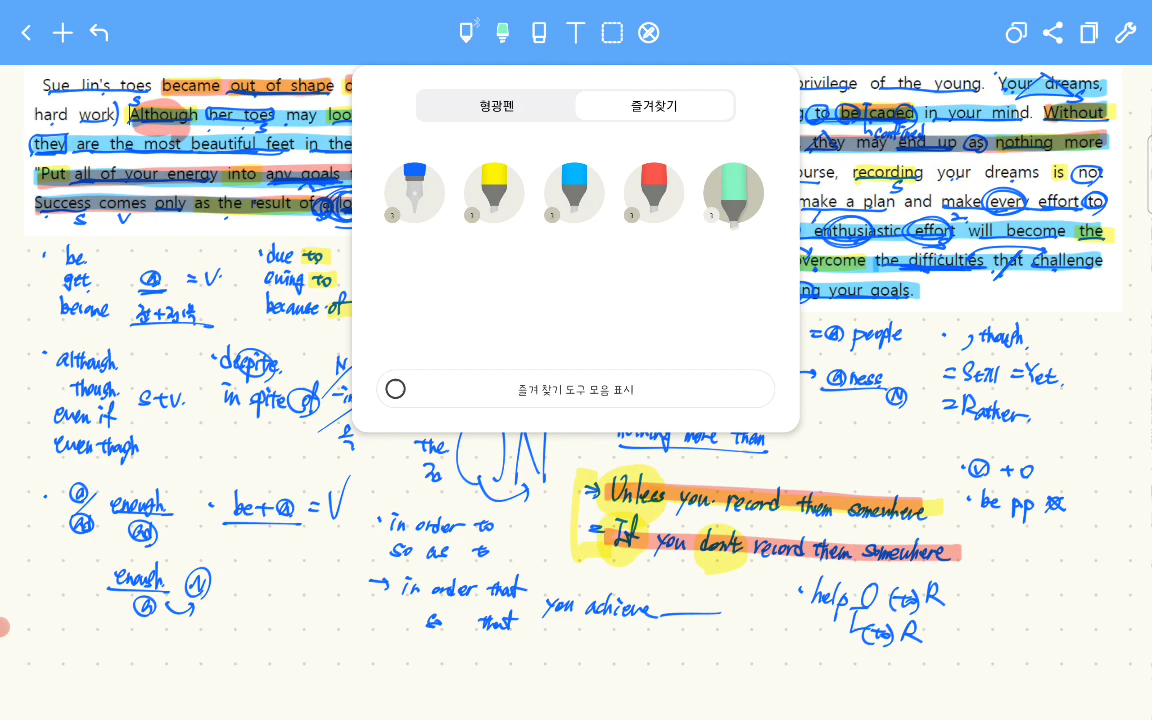 형광펜
즐겨찾기
즐겨 찾기 도구 모음 표시
Sue Jin's toes became out of shape
hard work. Although her toes may
they are the most beautiful feet in the
"Put all of your energy into any goals
Success comes only as the result of
privilege of the young. Your dreams,
to be caged in your mind. Without
confined
they may end up as nothing more
recording your dreams is not
make a plan and make every effort to
enthusiastic effort will become the
overcome the difficulties that challenge
your goals.
be
get
become
= V
due to
owing to
because of
although
though
even if
even though
S+V
despite
in spite of
N
enough
enough
be+ⓐ = V
the
in order to
so as to
→ in order that
so that
you achieve
nothing more than
⇒ Unless you record them somewhere
= If you don't record them somewhere
= ⓐ people
→ ⓐness
Ⓝ
, though
= Still = Yet
= Rather
ⓥ + O
be pp
help O (to) R
(to) R